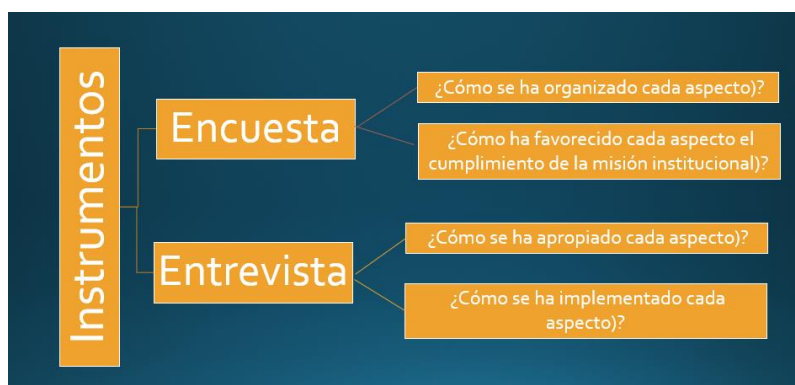 Instrumentos
Encuesta
¿Cómo se ha organizado cada aspecto)?
¿Cómo ha favorecido cada aspecto el
cumplimiento de la misión institucional)?
Entrevista
¿Cómo se ha apropiado cada aspecto)?
¿Cómo se ha implementado cada
aspecto)?